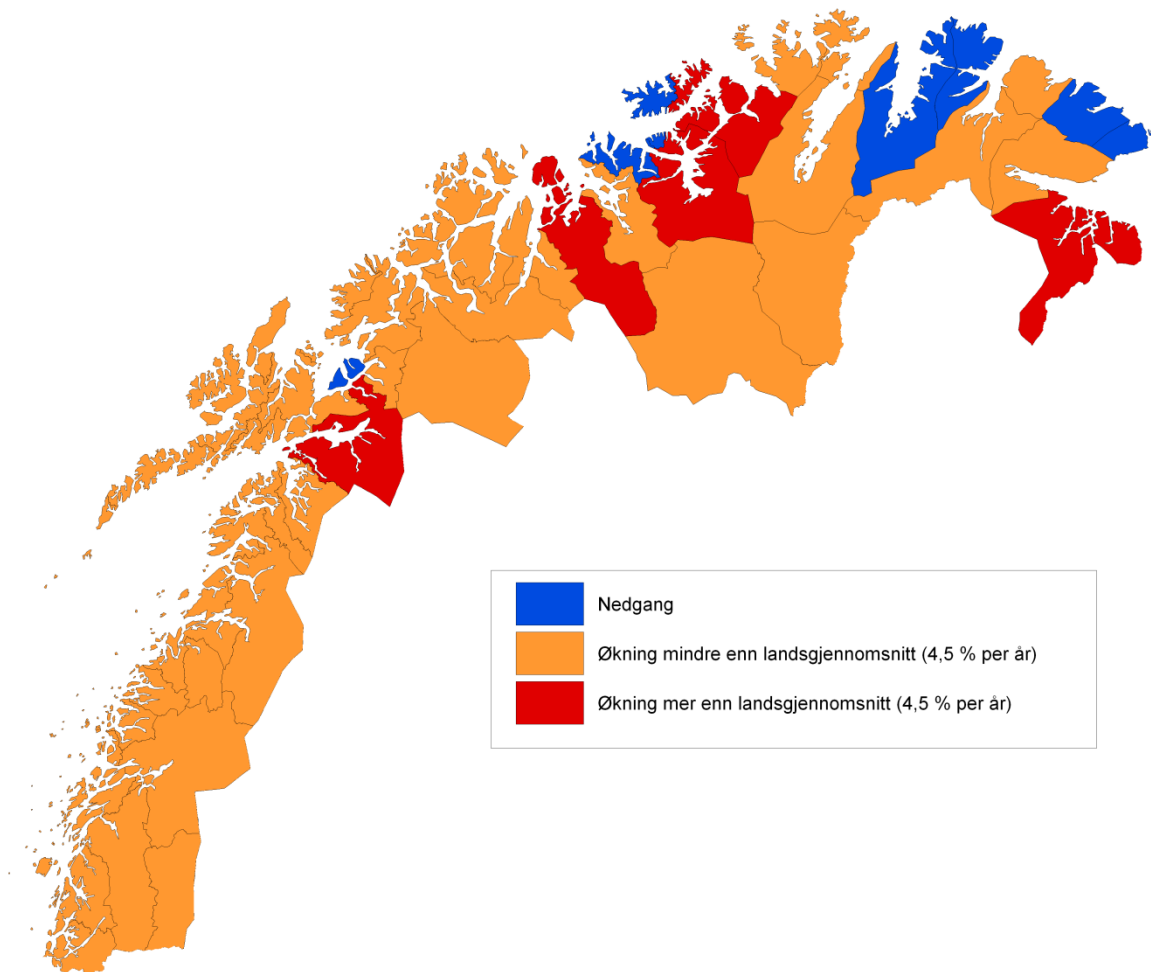 Nedgang
Økning mindre enn landsgjennomsnitt (4,5 % per år)
Økning mer enn landsgjennomsnitt (4,5 % per år)